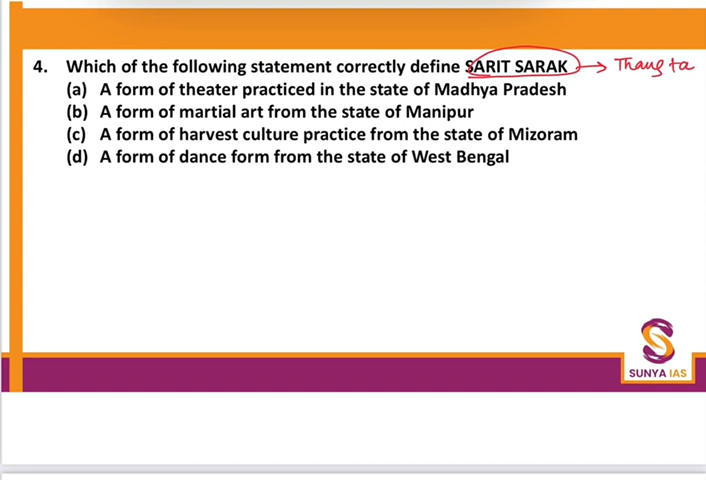 4. Which of the following statement correctly define SARIT SARAK → Thang ta
(a) A form of theater practiced in the state of Madhya Pradesh
(b) A form of martial art from the state of Manipur
(c) A form of harvest culture practice from the state of Mizoram
(d) A form of dance form from the state of West Bengal
SUNYA IAS